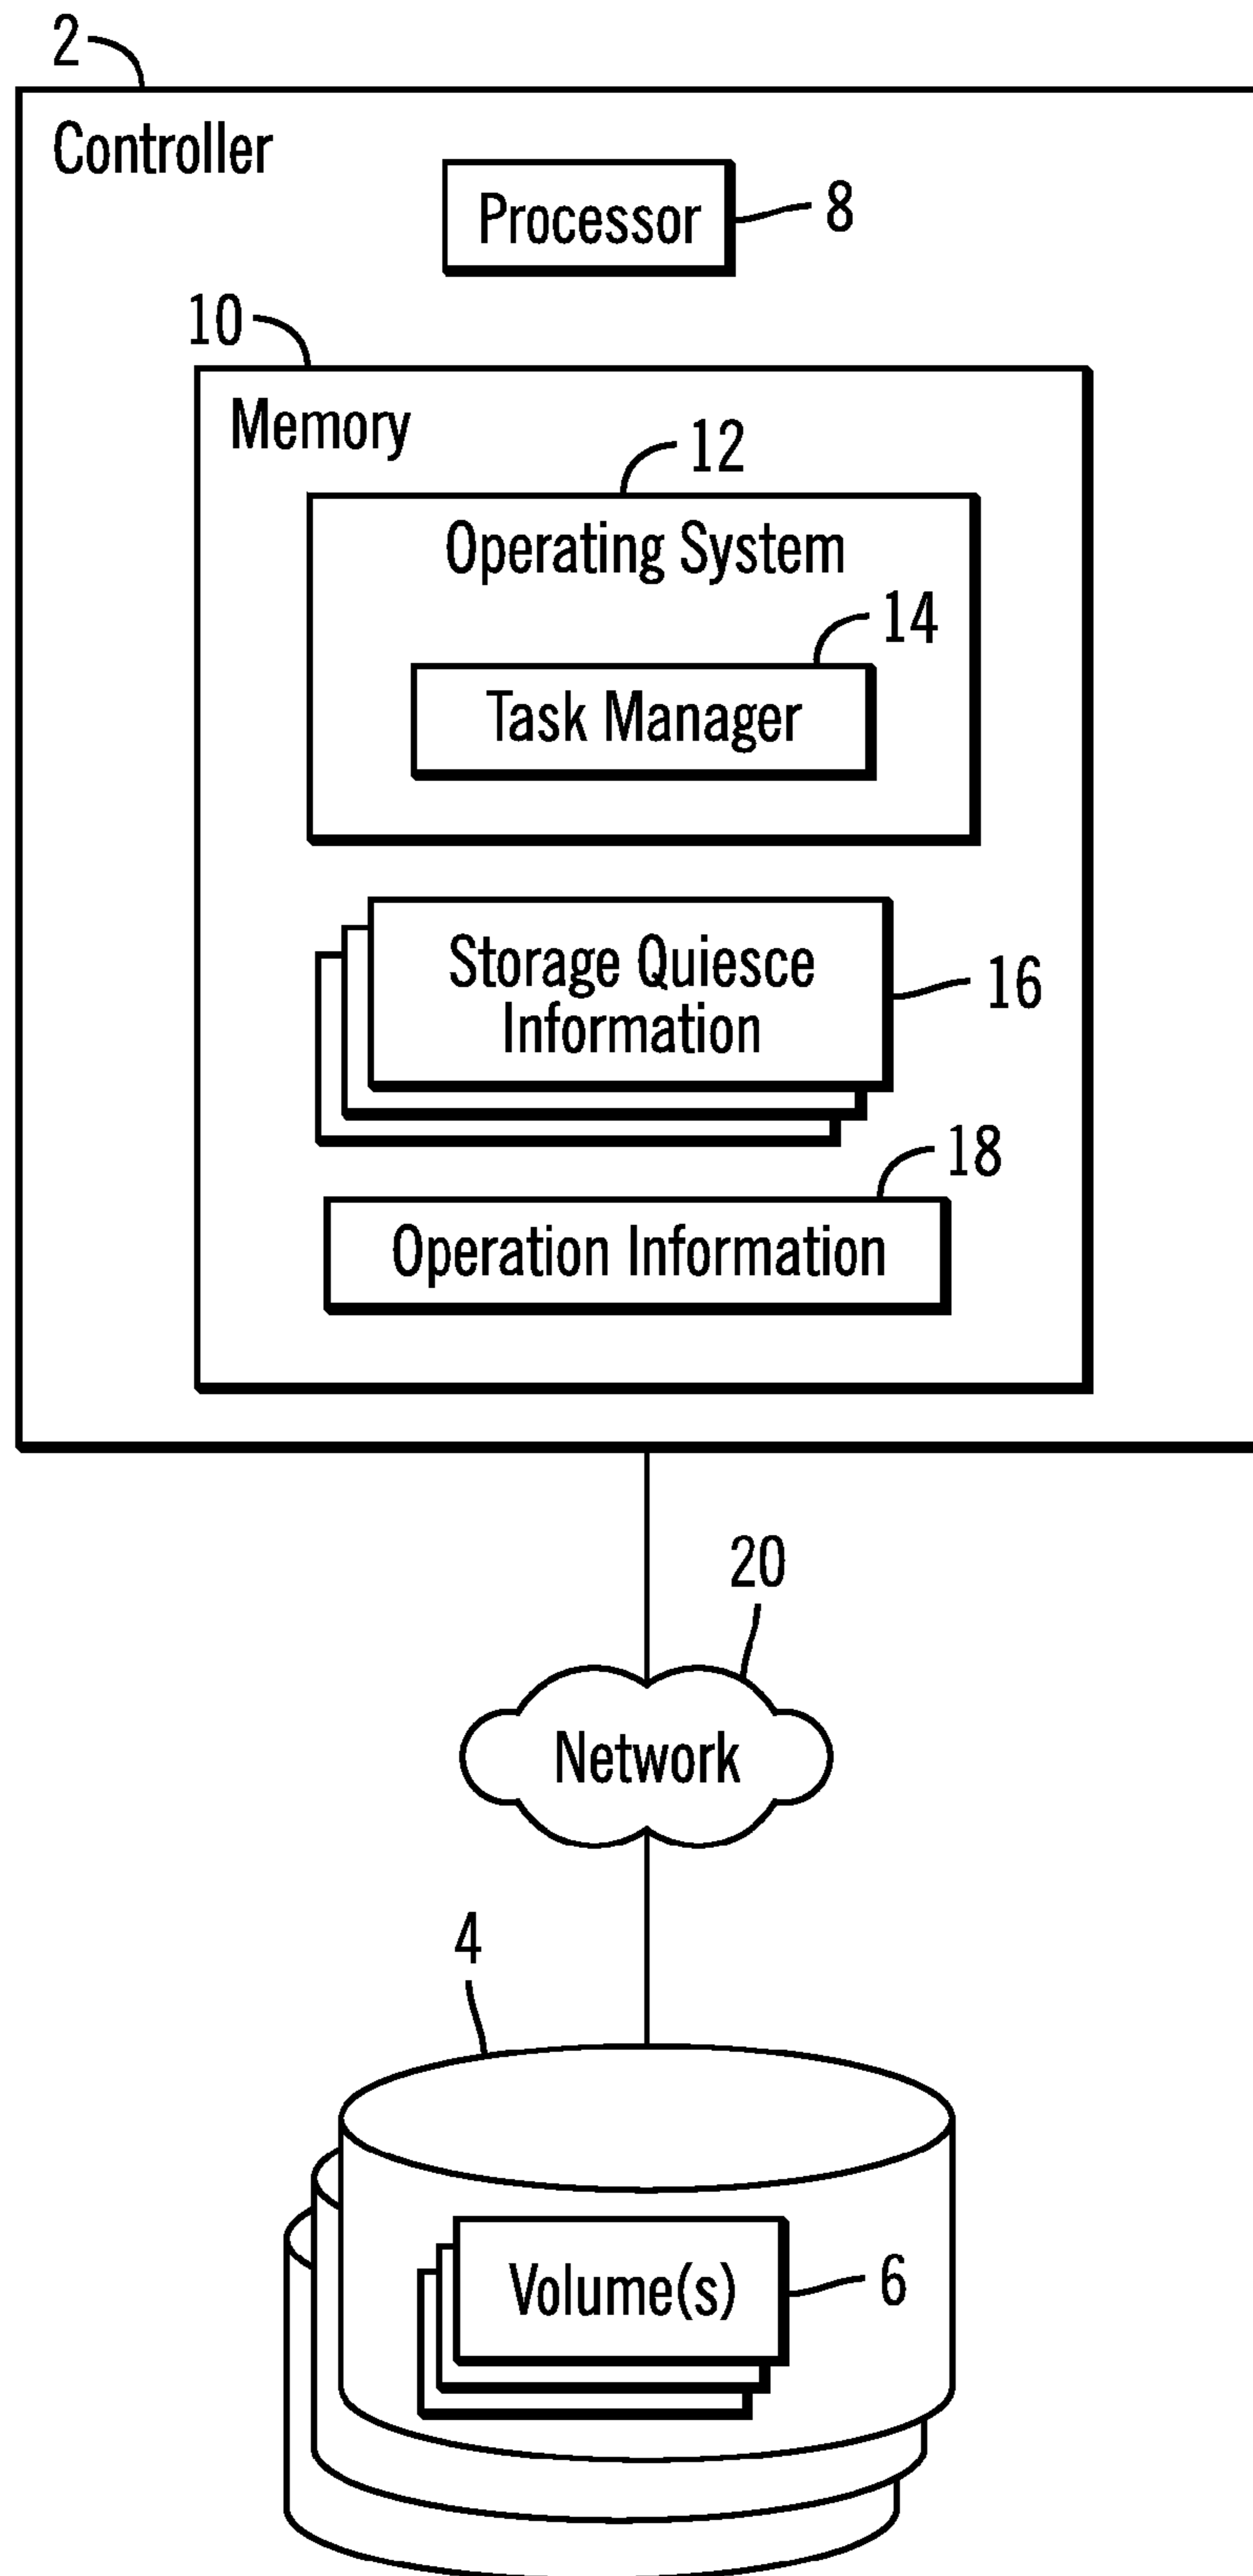 2
Controller
Processor
8
10
Memory
12
Operating System
14
Task Manager
Storage Quiesce
Information
16
18
Operation Information
20
Network
4
Volume(s)
6